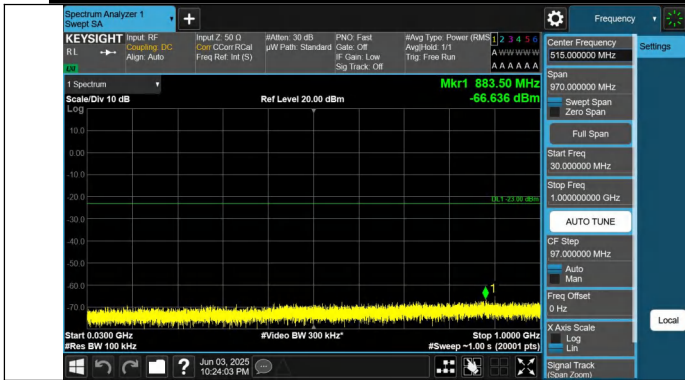 Spectrum Analyzer 1
Swept SA
Frequency
KEYSIGHT
RL
Input: RF
Coupling: DC
Align: Auto
Input Z: 50 Ω
Corr CCorr RCal
Freq Ref: Int (S)
#Atten: 30 dB
µW Path: Standard
PNO: Fast
Gate: Off
IF Gain: Low
Sig Track: Off
#Avg Type: Power (RMS
Avg|Hold: 1/1
Trig: Free Run
1 2 3 4 5 6
A W W W W W
A A A A A A
1 Spectrum
Scale/Div 10 dB
Ref Level 20.00 dBm
Mkr1 883.50 MHz
-66.636 dBm
Log
10.0
0.00
-10.0
-20.0
-30.0
-40.0
-50.0
-60.0
-70.0
DL1 -23.00 dBm
1
Start 0.0300 GHz
#Res BW 100 kHz
#Video BW 300 kHz*
Stop 1.0000 GHz
#Sweep ~1.00 s (20001 pts)
Jun 03, 2025
10:24:03 PM
Center Frequency
515.000000 MHz
Settings
Span
970.000000 MHz
Swept Span
Zero Span
Full Span
Start Freq
30.000000 MHz
Stop Freq
1.000000000 GHz
AUTO TUNE
CF Step
97.000000 MHz
Auto
Man
Freq Offset
0 Hz
X Axis Scale
Log
Lin
Local
Signal Track
(Span Zoom)